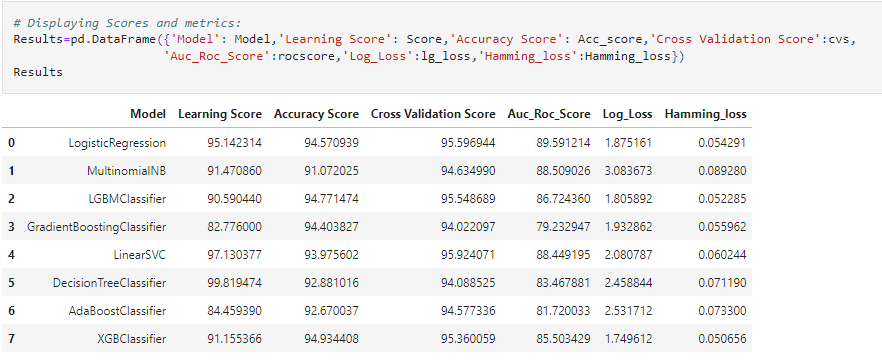 # Displaying Scores and metrics:
Results=pd.DataFrame({'Model': Model,'Learning Score': Score,'Accuracy Score': Acc_score,'Cross Validation Score':cvs,
'Auc_Roc_Score':rocscore,'Log_Loss':lg_loss,'Hamming_loss':Hamming_loss})
Results
Model Learning Score Accuracy Score Cross Validation Score Auc_Roc_Score Log_Loss Hamming_loss
0 LogisticRegression 95.142314 94.570939 95.596944 89.591214 1.875161 0.054291
1 MultinomialNB 91.470860 91.072025 94.634990 88.509026 3.083673 0.089280
2 LGBMClassifier 90.590440 94.771474 95.548689 86.724360 1.805892 0.052285
3 GradientBoostingClassifier 82.776000 94.403827 94.022097 79.232947 1.932862 0.055962
4 LinearSVC 97.130377 93.975602 95.924071 88.449195 2.080787 0.060244
5 DecisionTreeClassifier 99.819474 92.881016 94.088525 83.467881 2.458844 0.071190
6 AdaBoostClassifier 84.459390 92.670037 94.577336 81.720033 2.531712 0.073300
7 XGBClassifier 91.155366 94.934408 95.360059 85.503429 1.749612 0.050656